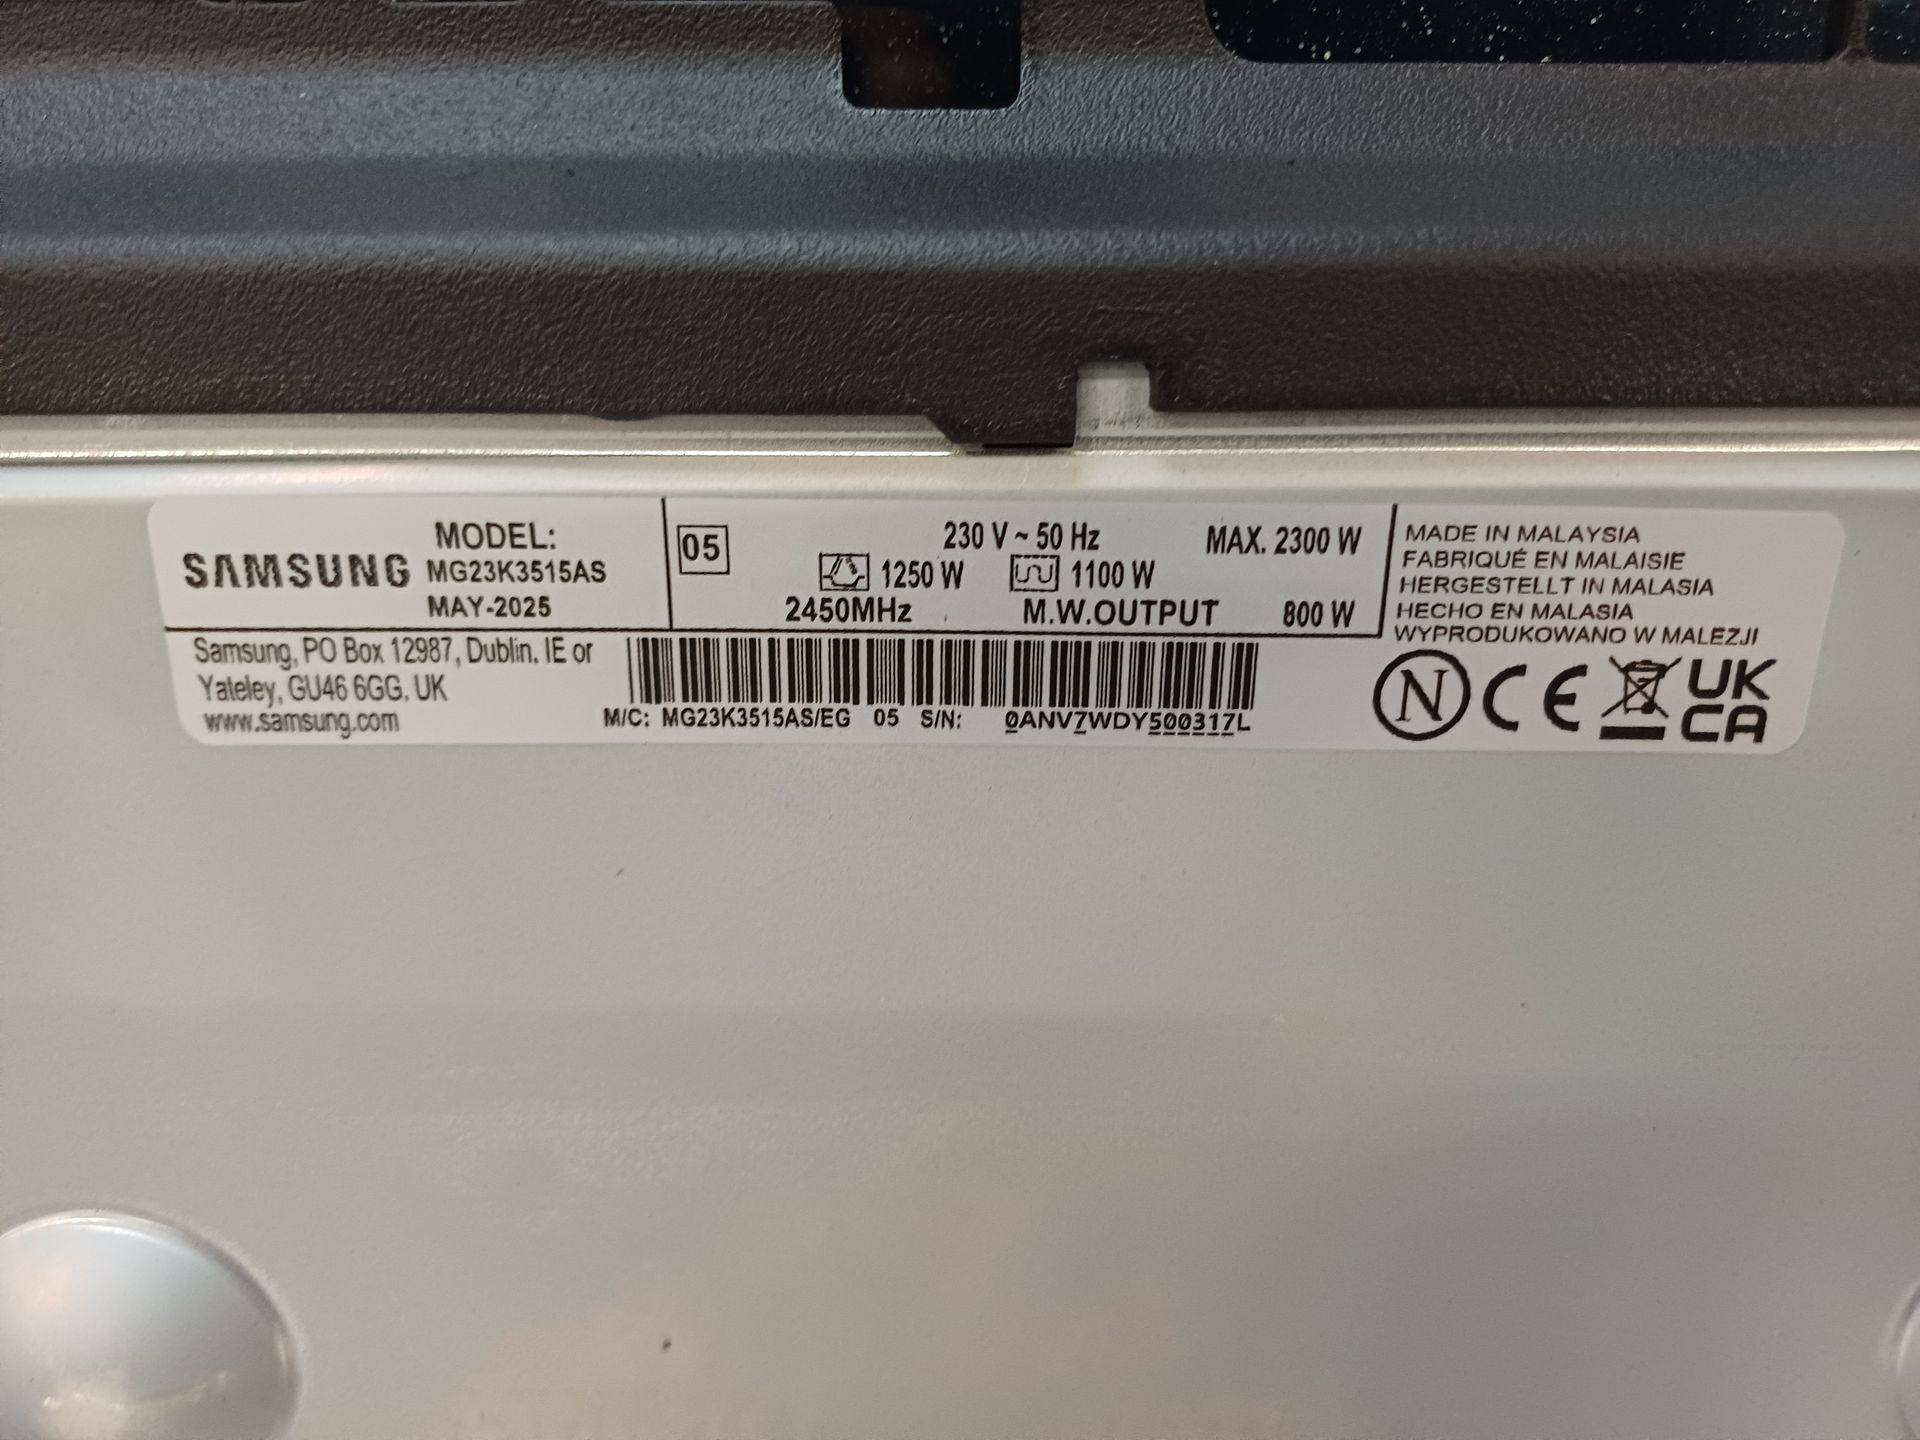 SAMSUNG
MODEL:
MG23K3515AS
MAY-2025
05
230 V ~ 50 Hz MAX. 2300 W
1250 W 1100 W
2450MHz M.W.OUTPUT 800 W
MADE IN MALAYSIA
FABRIQUÉ EN MALAISIE
HERGESTELLT IN MALASIA
HECHO EN MALASIA
WYPRODUKOWANO W MALEZJI
Samsung, PO Box 12987, Dublin. IE or
Yateley, GU46 6GG, UK
www.samsung.com
M/C: MG23K3515AS/EG 05 S/N: 0ANV7WDY500317L
N CE UK
CA